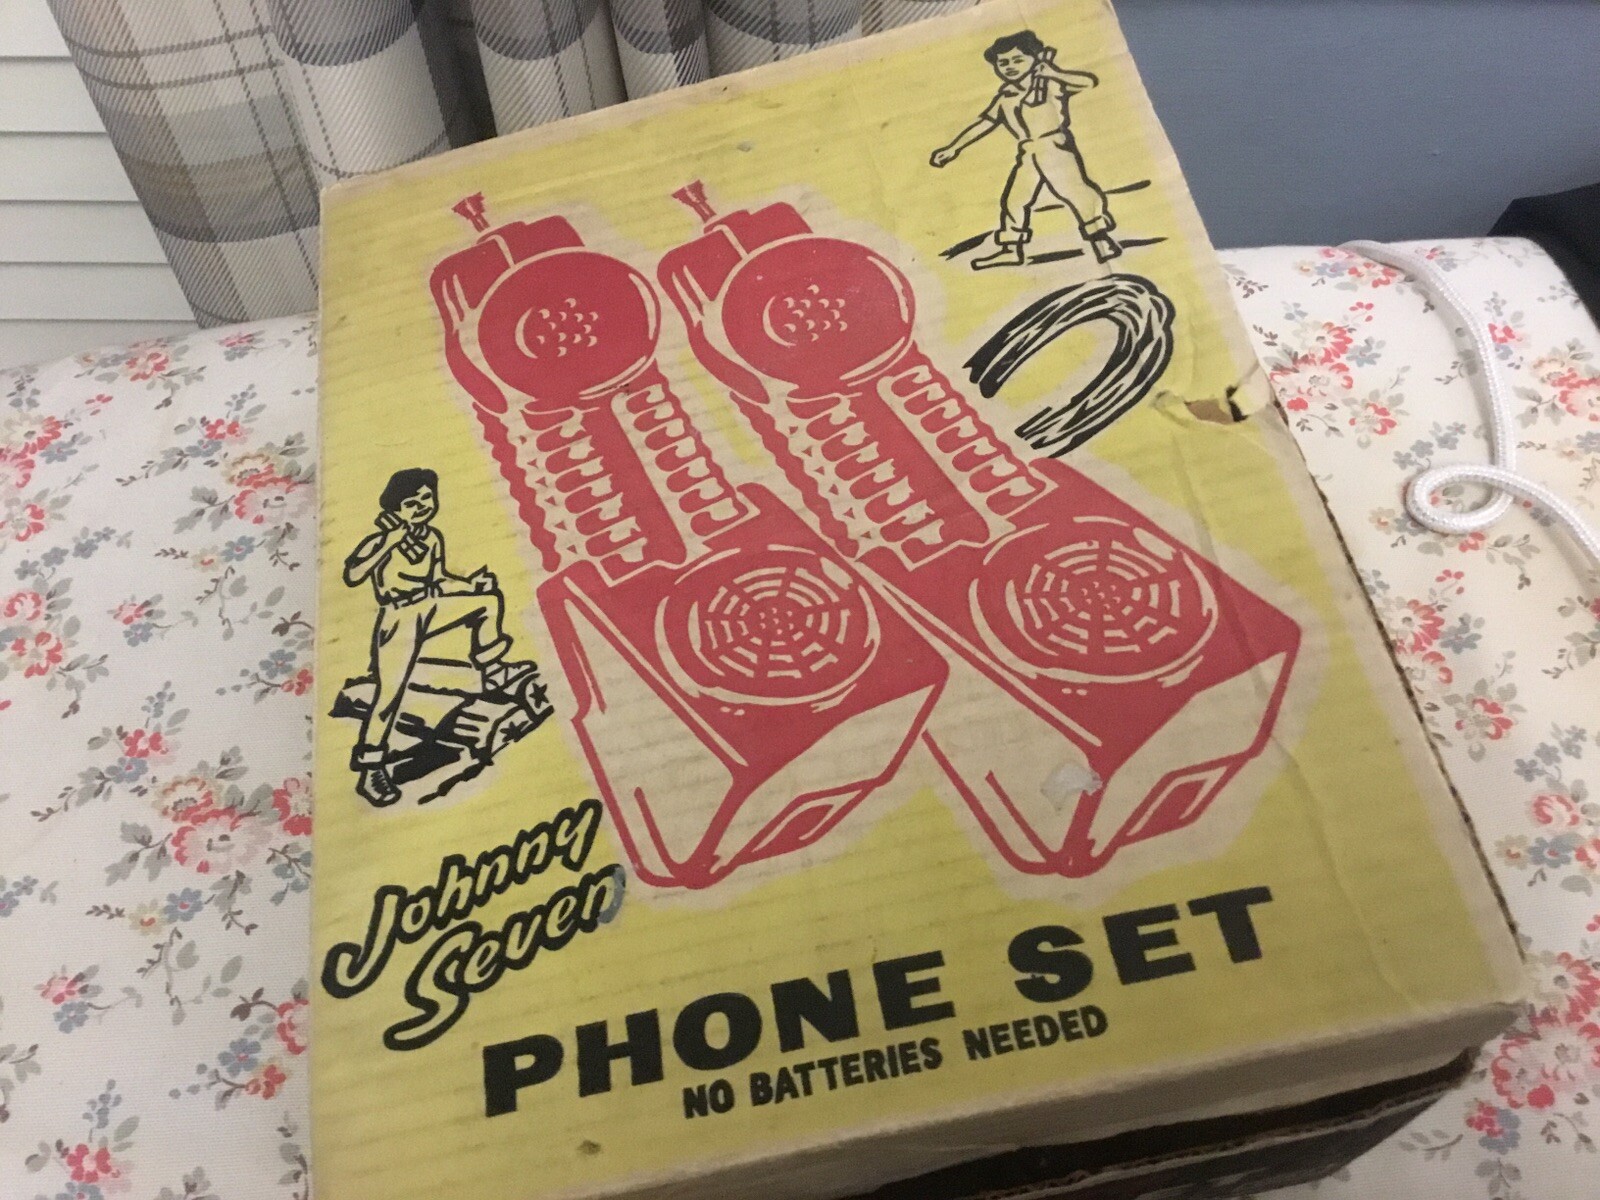 Johnny
Seven
PHONE SET
NO BATTERIES NEEDED